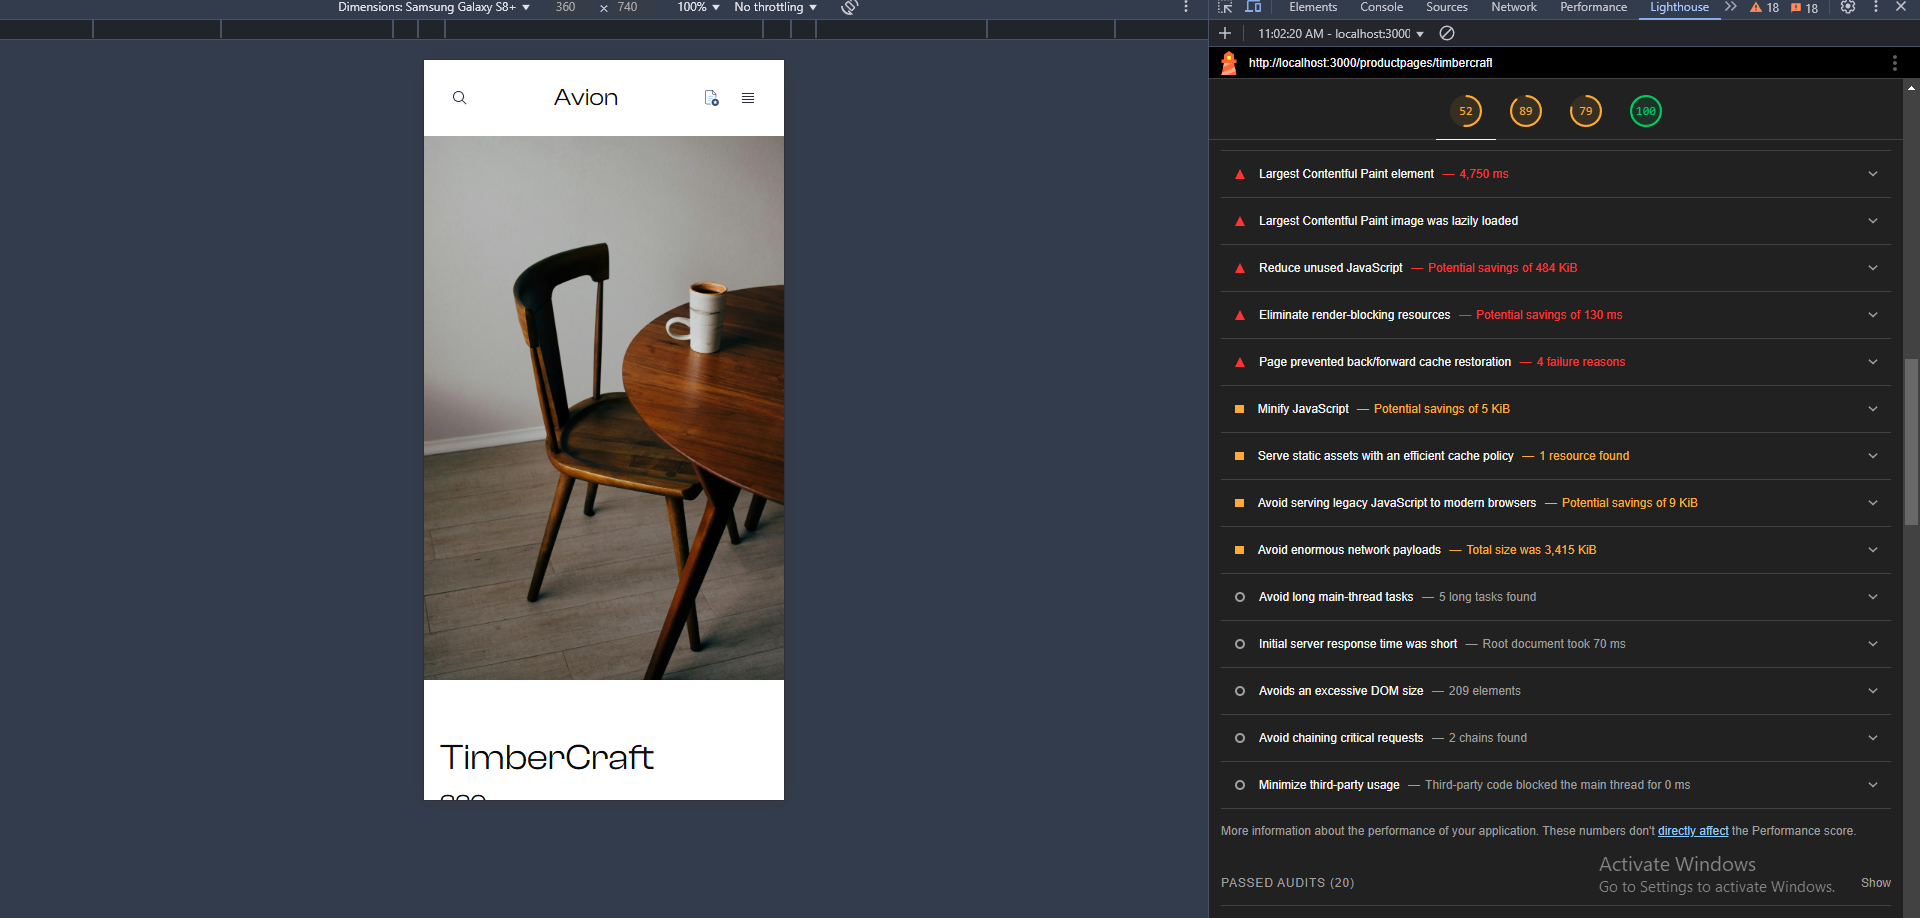 Dimensions: Samsung Galaxy S8+ 360 × 740 100% No throttling
Avion
TimberCraft
Elements Console Sources Network Performance Lighthouse 18 18
11:02:20 AM - localhost:3000
http://localhost:3000/productpages/timbercraft
52 89 79 100
Largest Contentful Paint element — 4,750 ms
Largest Contentful Paint image was lazily loaded
Reduce unused JavaScript — Potential savings of 484 KiB
Eliminate render-blocking resources — Potential savings of 130 ms
Page prevented back/forward cache restoration — 4 failure reasons
Minify JavaScript — Potential savings of 5 KiB
Serve static assets with an efficient cache policy — 1 resource found
Avoid serving legacy JavaScript to modern browsers — Potential savings of 9 KiB
Avoid enormous network payloads — Total size was 3,415 KiB
Avoid long main-thread tasks — 5 long tasks found
Initial server response time was short — Root document took 70 ms
Avoids an excessive DOM size — 209 elements
Avoid chaining critical requests — 2 chains found
Minimize third-party usage — Third-party code blocked the main thread for 0 ms
More information about the performance of your application. These numbers don't directly affect the Performance score.
Activate Windows
Go to Settings to activate Windows.
PASSED AUDITS (20) Show